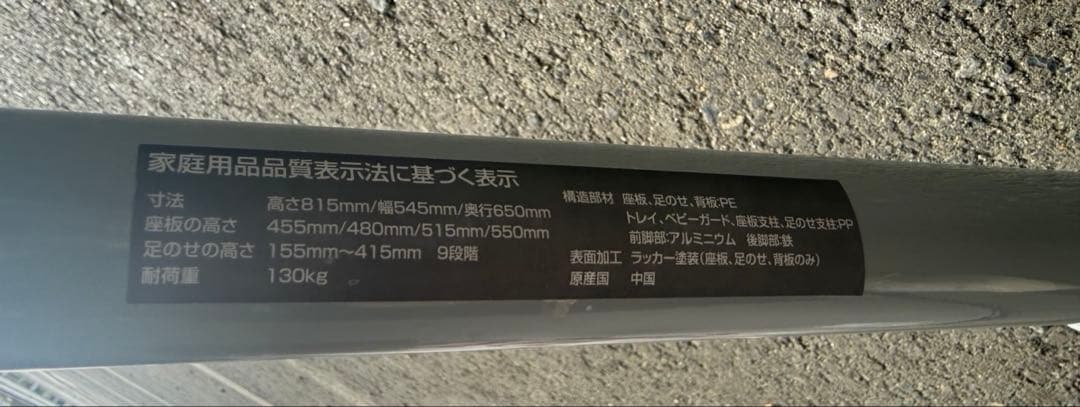 家庭用品品質表示法に基づく表示
寸法 高さ815mm/幅545mm/奥行650mm
座板の高さ 455mm/480mm/515mm/550mm
足のせの高さ 155mm～415mm 9段階
耐荷重 130kg
構造部材 座板、足のせ、背板:PE
トレイ、ベビーガード、座板支柱、足のせ支柱:PP
前脚部:アルミニウム 後脚部:鉄
表面加工 ラッカー塗装(座板、足のせ、背板のみ)
原産国 中国